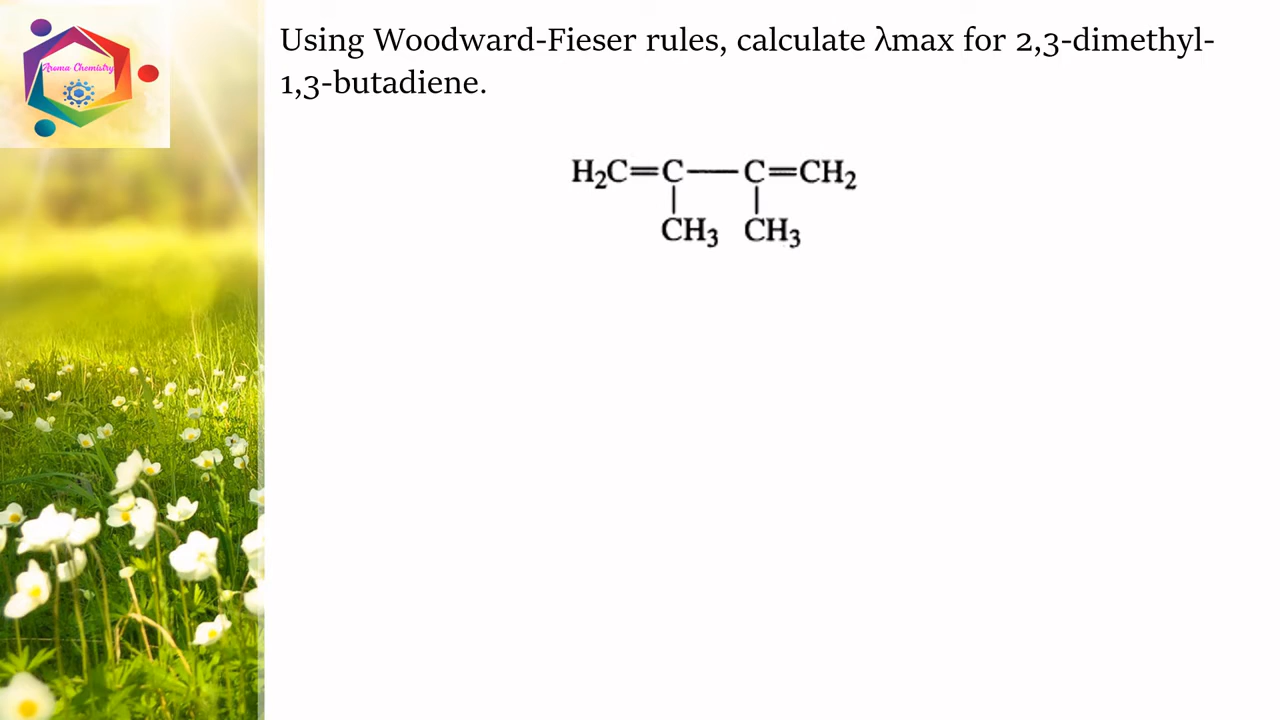 Aroma Chemistry
Using Woodward-Fieser rules, calculate λmax for 2,3-dimethyl-
1,3-butadiene.
H₂C=C—C=CH₂
| |
CH₃ CH₃